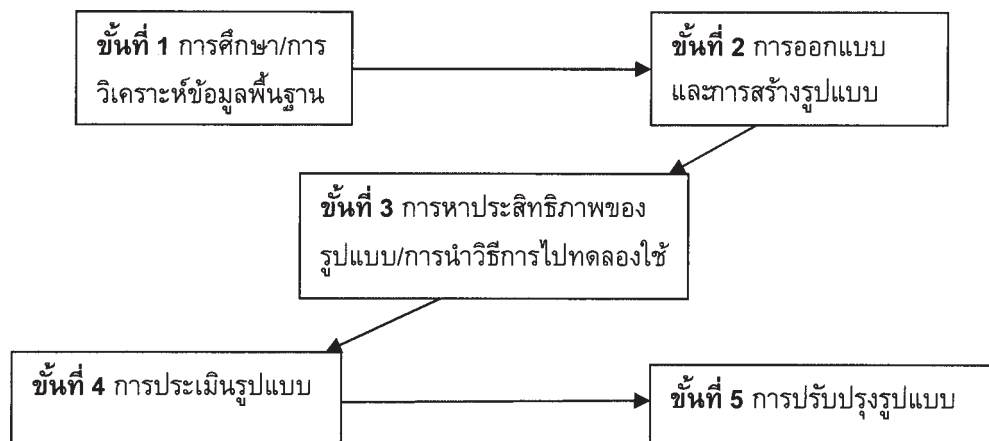 ขั้นที่ 1 การศึกษา/การ
วิเคราะห์ข้อมูลพื้นฐาน
ขั้นที่ 2 การออกแบบ
และการสร้างรูปแบบ
ขั้นที่ 3 การหาประสิทธิภาพของ
รูปแบบ/การนำวิธีการไปทดลองใช้
ขั้นที่ 4 การประเมินรูปแบบ
ขั้นที่ 5 การปรับปรุงรูปแบบ